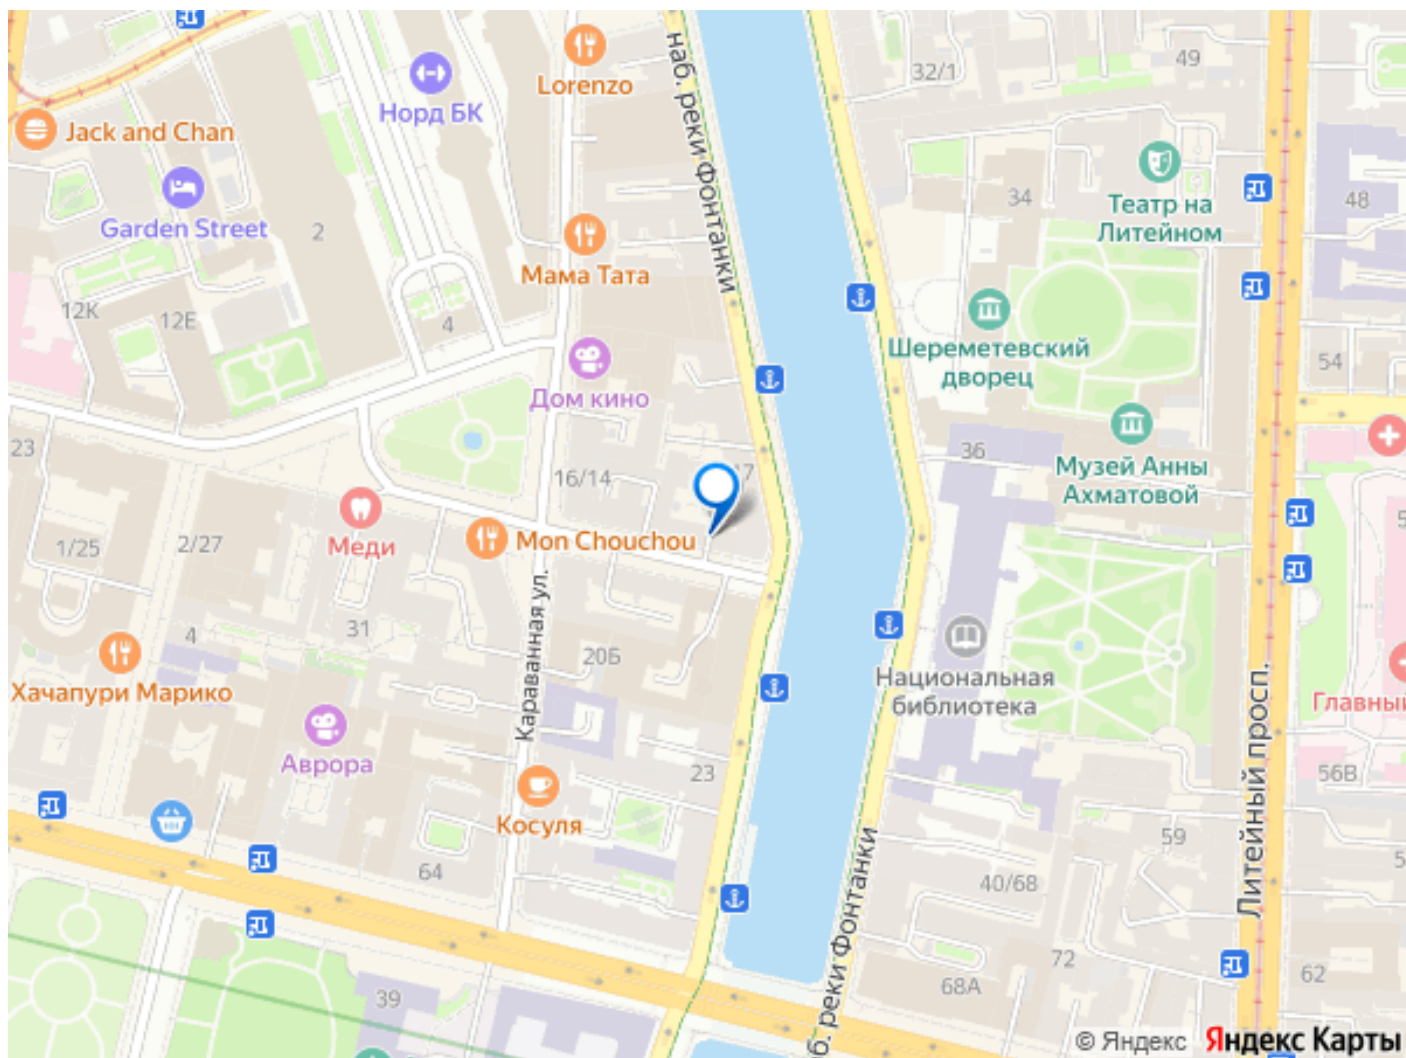 Lorenzo
49
32/1
Норд БК
наб. реки Фонтанки
Jack and Chan
Театр на
Литейном
34
48
Garden Street
2
Мама Тата
12К
12Е
4
Шереметевский
дворец
54
Дом кино
23
36
16/14
17
Музей Анны
Ахматовой
1/25
2/27
Меди
Mon Chouchou
Караванная ул.
4
31
20Б
Хачапури Марико
Национальная
библиотека
Главный
Аврора
23
56В
Литейный просп.
Косуля
59
64
40/68
реки Фонтанки
72
68А
62
39
© Яндекс Яндекс Карты